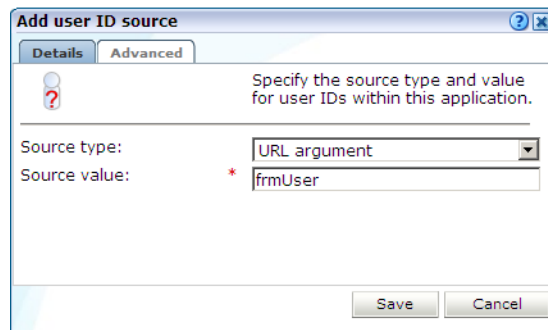 Add user ID source
Details Advanced
Specify the source type and value
for user IDs within this application.
Source type: URL argument
Source value: * frmUser
Save Cancel